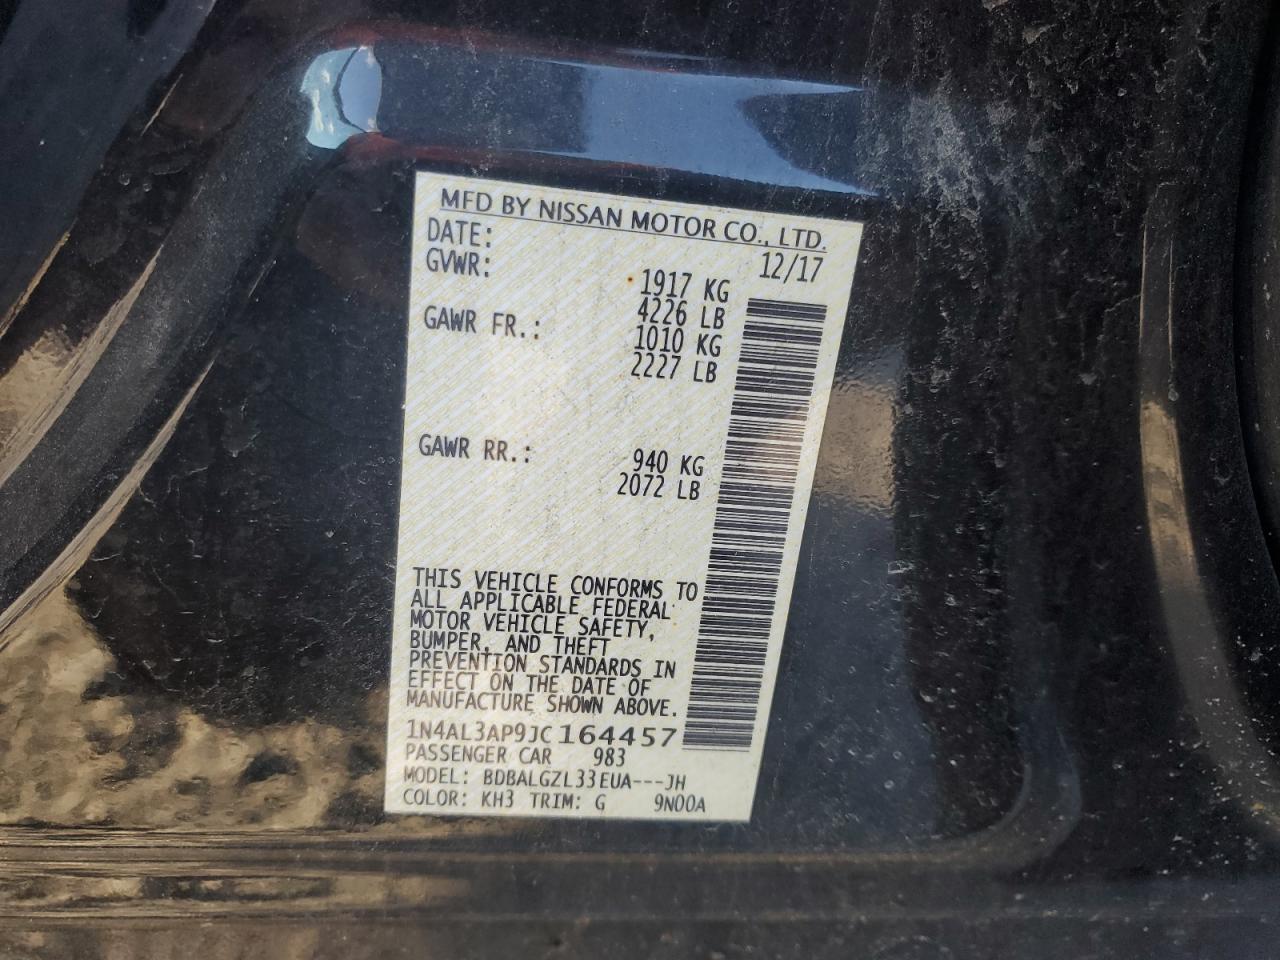 MFD BY NISSAN MOTOR CO., LTD.
DATE: 12/17
GVWR: 1917 KG
4226 LB
GAWR FR.: 1010 KG
2227 LB
GAWR RR.: 940 KG
2072 LB
THIS VEHICLE CONFORMS TO
ALL APPLICABLE FEDERAL
MOTOR VEHICLE SAFETY,
BUMPER, AND THEFT
PREVENTION STANDARDS IN
EFFECT ON THE DATE OF
MANUFACTURE SHOWN ABOVE.
1N4AL3AP9JC164457
PASSENGER CAR 983
MODEL: BDBALGZL33EUA---JH
COLOR: KH3 TRIM: G 9N00A